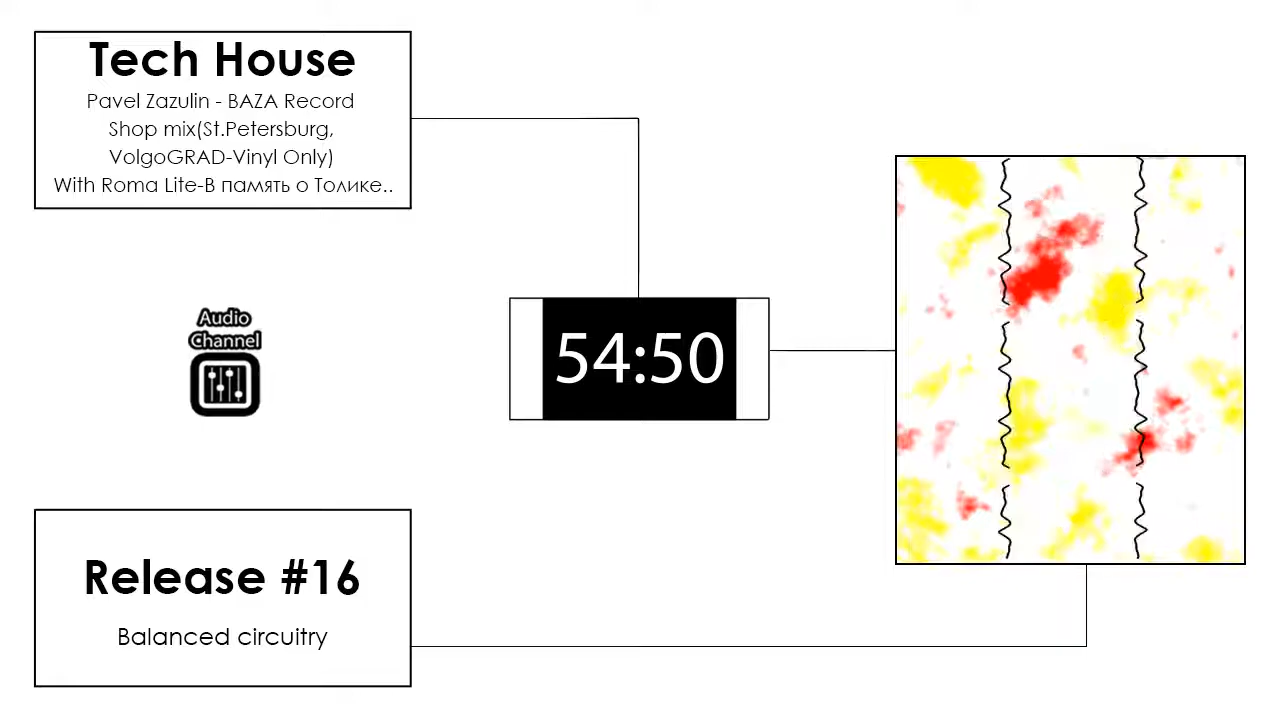 Tech House
Pavel Zazulin - BAZA Record
Shop mix(St.Petersburg,
VolgoGRAD-Vinyl Only)
With Roma Lite-В память о Толике..
Audio
Channel
54:50
Release #16
Balanced circuitry